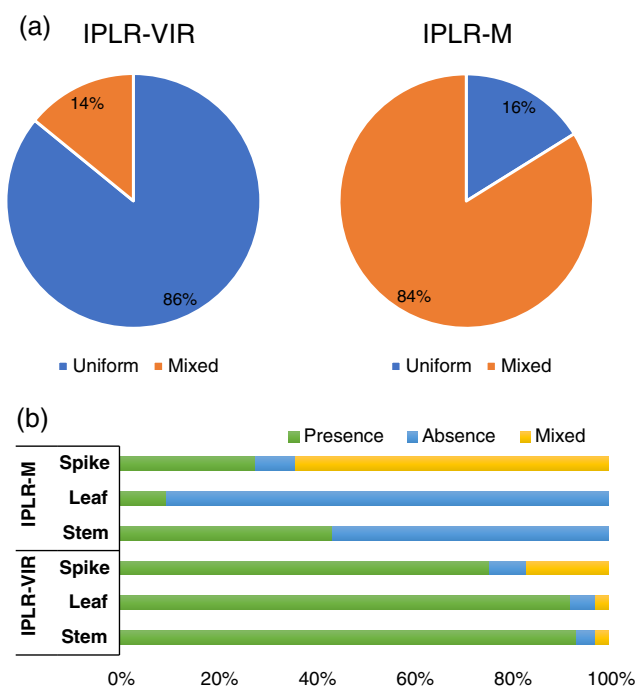 (a)
IPLR-VIR
IPLR-M
14%
86%
16%
84%
Uniform Mixed
Uniform Mixed
(b)
Presence Absence Mixed
IPLR-M
Spike
Leaf
Stem
IPLR-VIR
Spike
Leaf
Stem
0% 20% 40% 60% 80% 100%